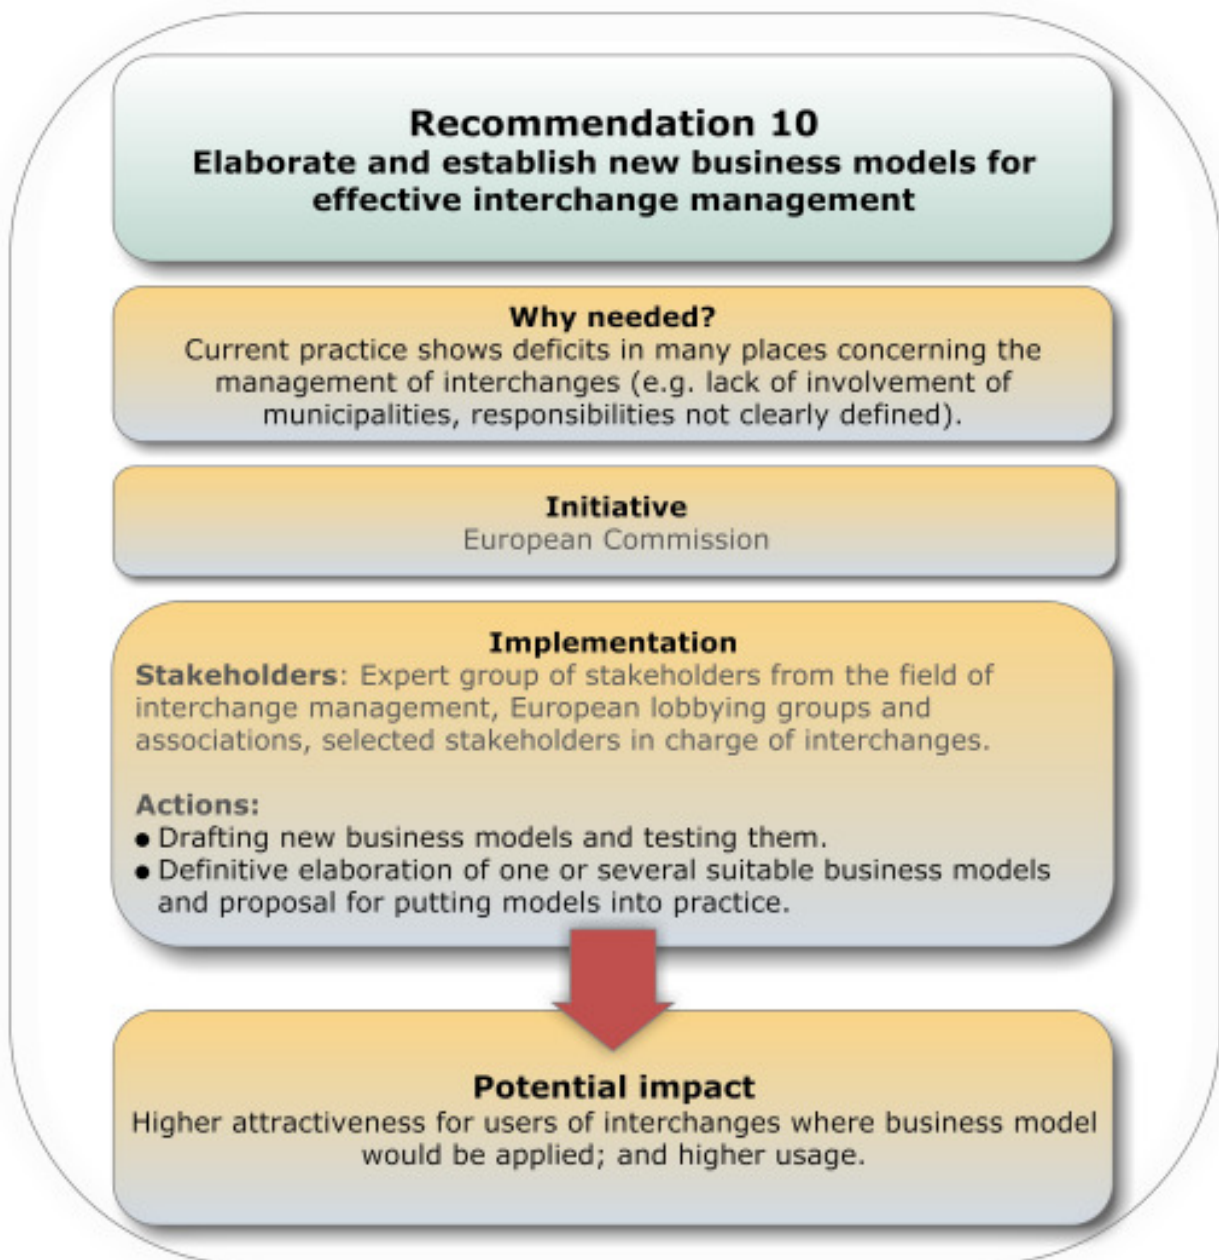 Recommendation 10
Elaborate and establish new business models for
effective interchange management
Why needed?
Current practice shows deficits in many places concerning the
management of interchanges (e.g. lack of involvement of
municipalities, responsibilities not clearly defined).
Initiative
European Commission
Implementation
Stakeholders: Expert group of stakeholders from the field of
interchange management, European lobbying groups and
associations, selected stakeholders in charge of interchanges.
Actions:
● Drafting new business models and testing them.
● Definitive elaboration of one or several suitable business models
and proposal for putting models into practice.
Potential impact
Higher attractiveness for users of interchanges where business model
would be applied; and higher usage.